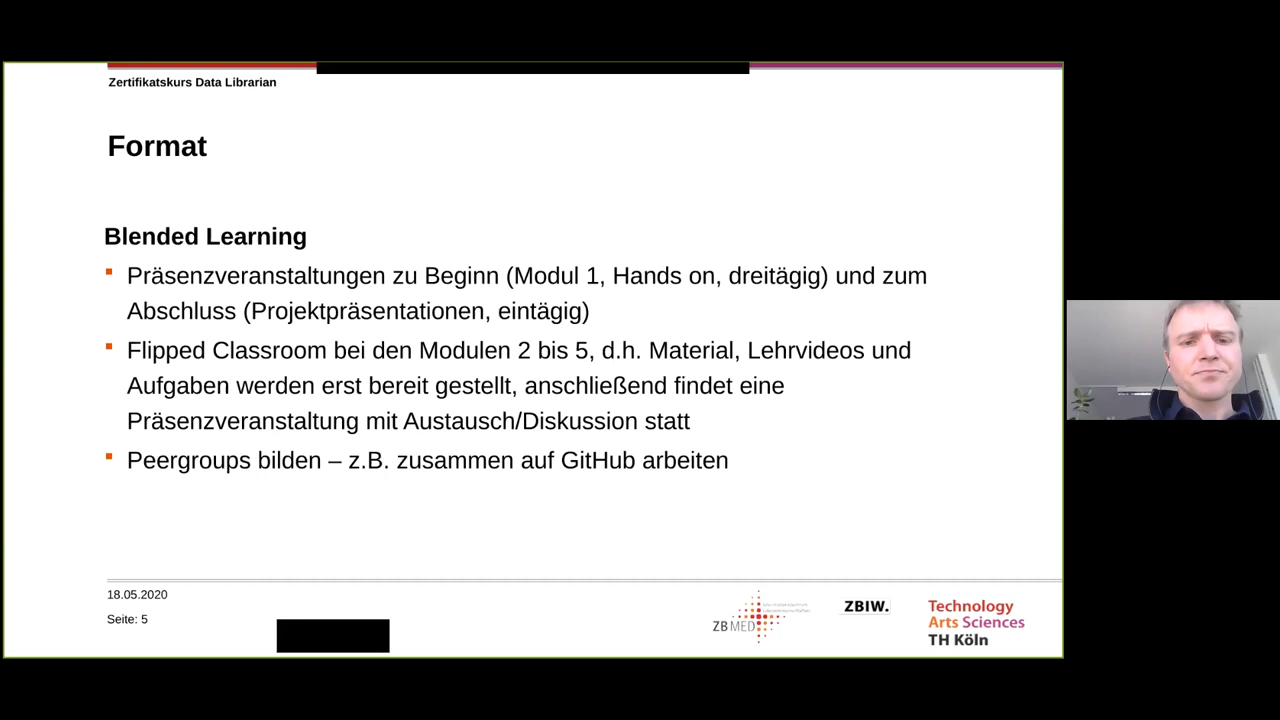 Zertifikatskurs Data Librarian
Format
Blended Learning
Präsenzveranstaltungen zu Beginn (Modul 1, Hands on, dreitägig) und zum
Abschluss (Projektpräsentationen, eintägig)
Flipped Classroom bei den Modulen 2 bis 5, d.h. Material, Lehrvideos und
Aufgaben werden erst bereit gestellt, anschließend findet eine
Präsenzveranstaltung mit Austausch/Diskussion statt
Peergroups bilden – z.B. zusammen auf GitHub arbeiten
18.05.2020
Seite: 5
ZB MED
ZBIW.
Technology
Arts Sciences
TH Köln